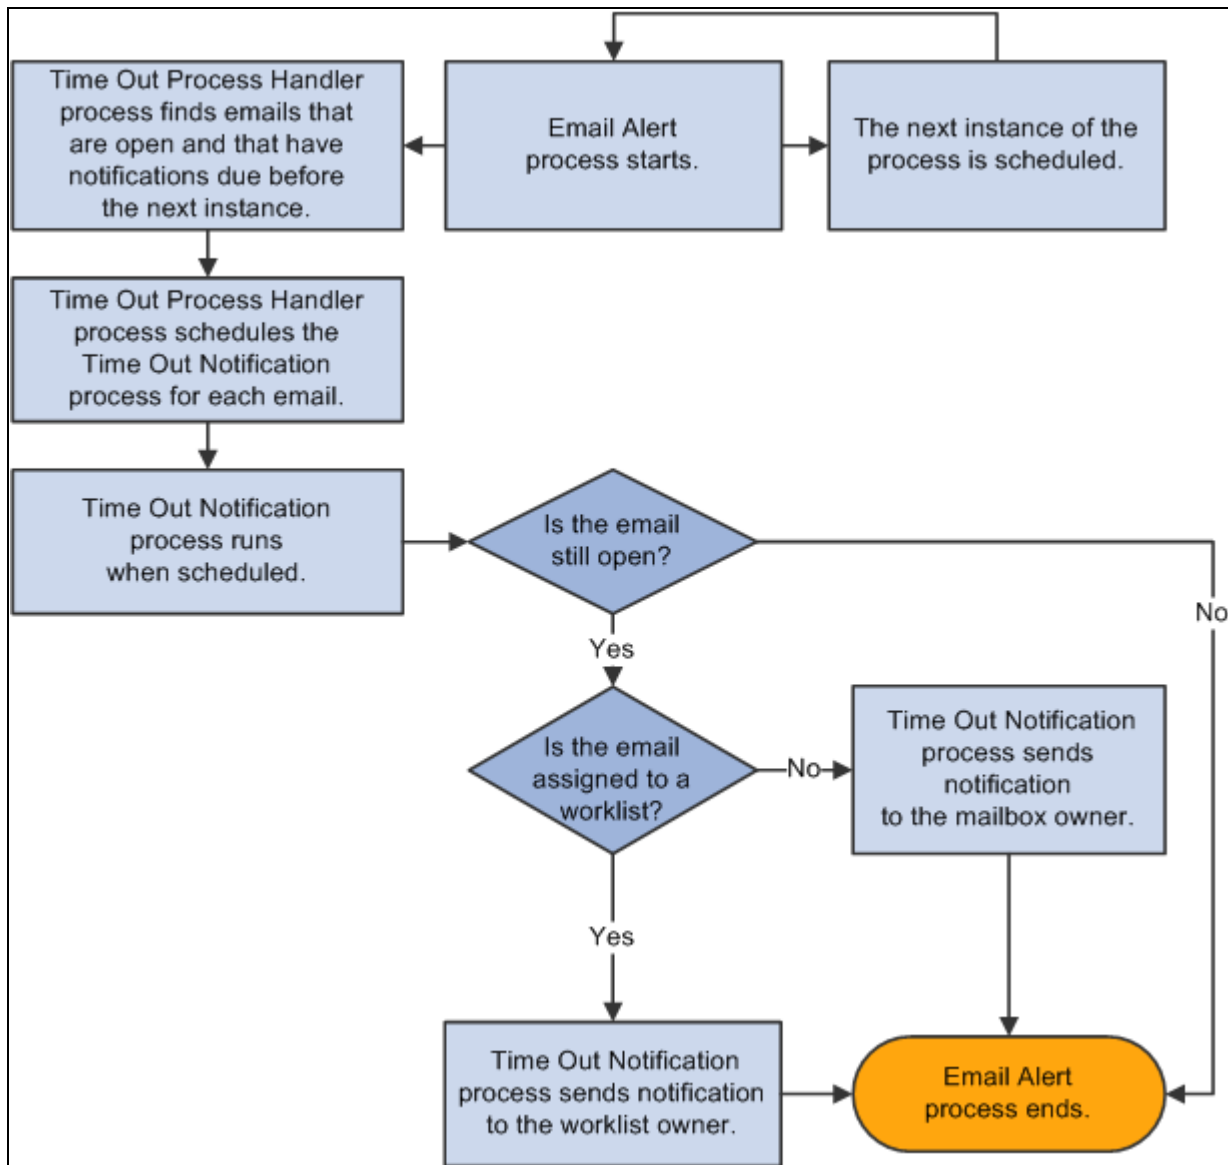 Time Out Process Handler
process finds emails that
are open and that have
notifications due before
the next instance.
Email Alert
process starts.
The next instance of the
process is scheduled.
Time Out Process Handler
process schedules the
Time Out Notification
process for each email.
Time Out Notification
process runs
when scheduled.
Is the email
still open?
No
Yes
Is the email
assigned to a
worklist?
No
Time Out Notification
process sends
notification
to the mailbox owner.
Yes
Time Out Notification
process sends notification
to the worklist owner.
Email Alert
process ends.